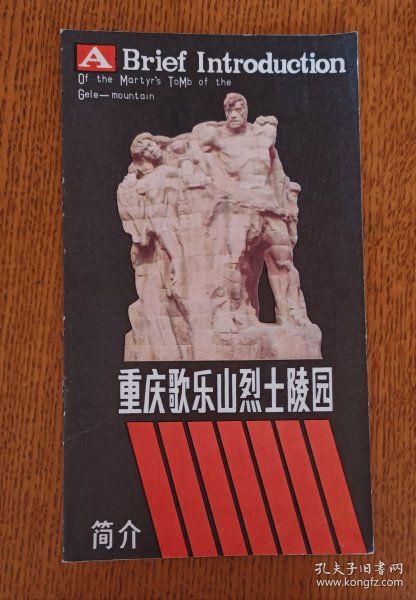 A Brief Introduction
Of the Martyr's ToMb of the
Gele—mountain
重庆歌乐山烈士陵园
简介
孔夫子旧书网
www.kongfz.com